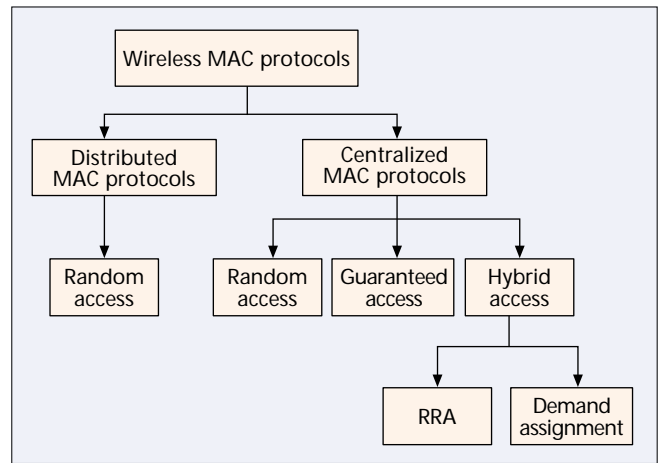 Wireless MAC protocols
Distributed
MAC protocols
Centralized
MAC protocols
Random
access
Random
access
Guaranteed
access
Hybrid
access
RRA
Demand
assignment